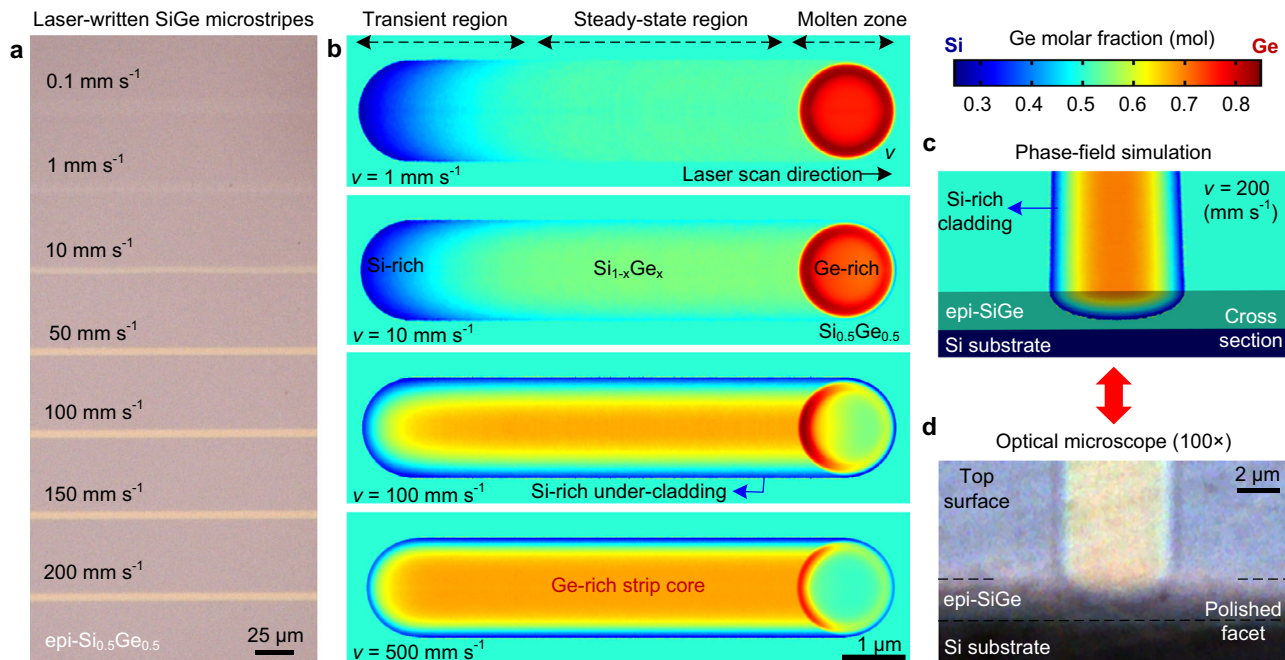 Laser-written SiGe microstripes
a
0.1 mm s⁻¹
1 mm s⁻¹
10 mm s⁻¹
50 mm s⁻¹
100 mm s⁻¹
150 mm s⁻¹
200 mm s⁻¹
epi-Si₀.₅Ge₀.₅
25 µm
b
Transient region
Steady-state region
Molten zone
v
v = 1 mm s⁻¹
Laser scan direction
Si-rich
Si₁₋ₓGeₓ
Ge-rich
v = 10 mm s⁻¹
Si₀.₅Ge₀.₅
v = 100 mm s⁻¹
Si-rich under-cladding
Ge-rich strip core
v = 500 mm s⁻¹
1 µm
Ge molar fraction (mol)
Si
Ge
0.3 0.4 0.5 0.6 0.7 0.8
c
Phase-field simulation
Si-rich
cladding
v = 200
(mm s⁻¹)
epi-SiGe
Cross
section
Si substrate
d
Optical microscope (100×)
Top
surface
2 µm
epi-SiGe
Polished
facet
Si substrate